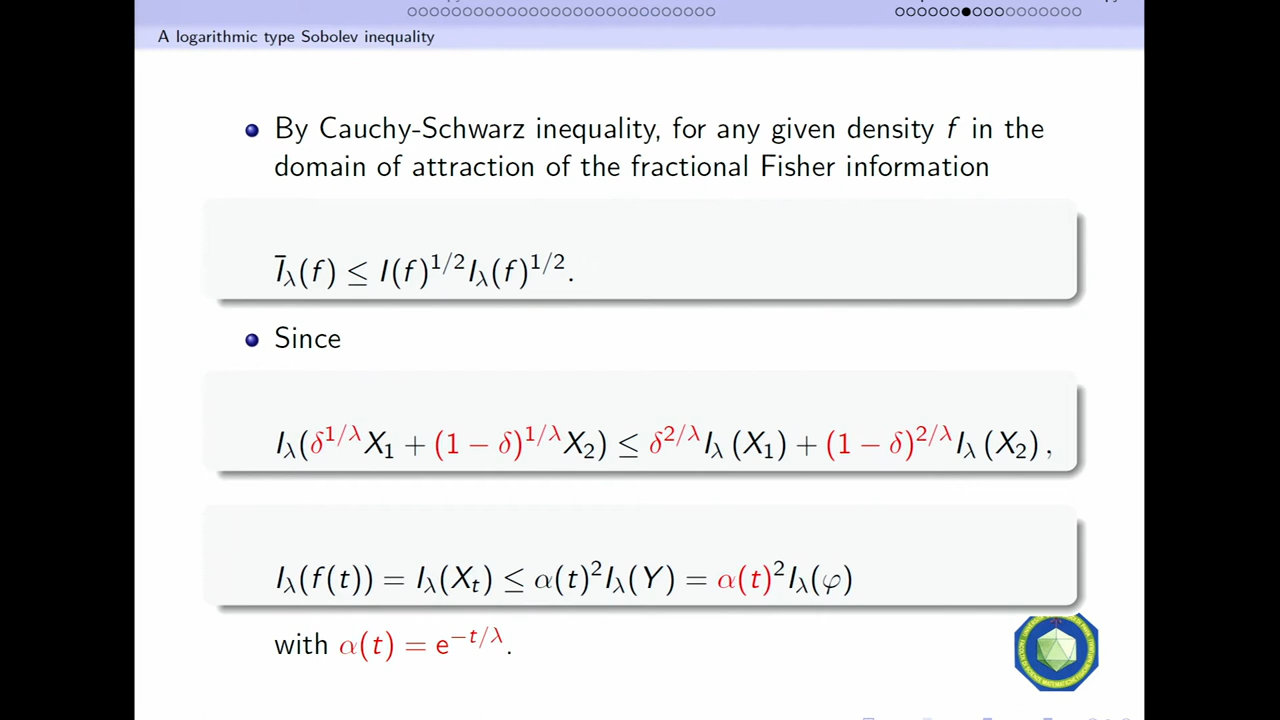 A logarithmic type Sobolev inequality
By Cauchy-Schwarz inequality, for any given density f in the
domain of attraction of the fractional Fisher information
Ī_λ(f) ≤ I(f)^{1/2} I_λ(f)^{1/2}.
Since
I_λ(δ^{1/λ}X_1 + (1 − δ)^{1/λ}X_2) ≤ δ^{2/λ}I_λ (X_1) + (1 − δ)^{2/λ}I_λ (X_2) ,
I_λ(f(t)) = I_λ(X_t) ≤ α(t)^2 I_λ(Y) = α(t)^2 I_λ(φ)
with α(t) = e^{−t/λ}.